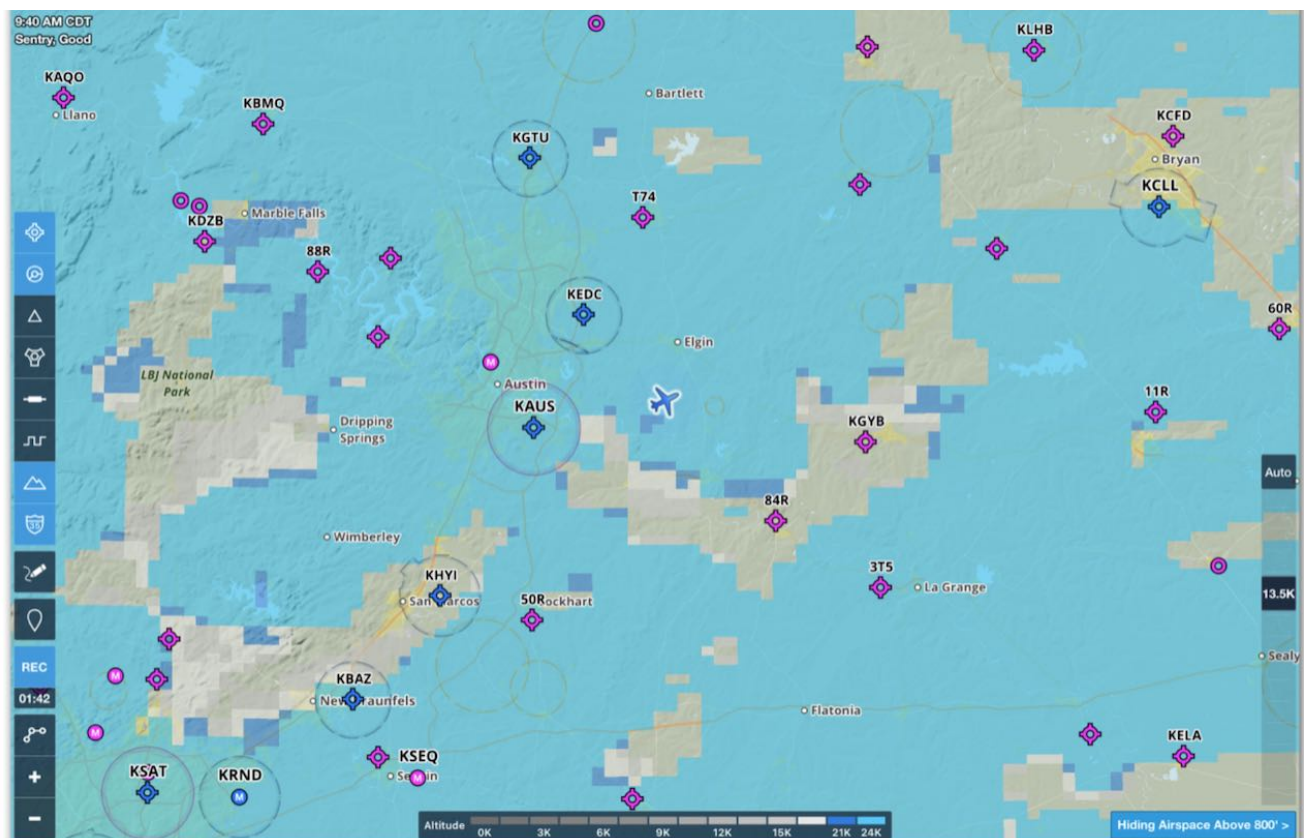 9:40 AM CDT
Sentry, Good
KLHB
KAQO
Llano
Bartlett
KBMQ
KCFD
KGTU
Bryan
KCLL
T74
Marble Falls
KDZB
88R
KEDC
60R
Elgin
LBJ National
Park
Austin
11R
KAUS
Dripping
Springs
KGYB
Auto
84R
35
Wimberley
3T5
KHYI
La Grange
13.5K
San Marcos
50R
ockhart
M
REC
Sealy
M
01:42
KBAZ
New Braunfels
Flatonia
M
KELA
KSEQ
KSAT
KRND
M
M
+
-
Altitude
0K
3K
6K
9K
12K
15K
21K
24K
Hiding Airspace Above 800' >